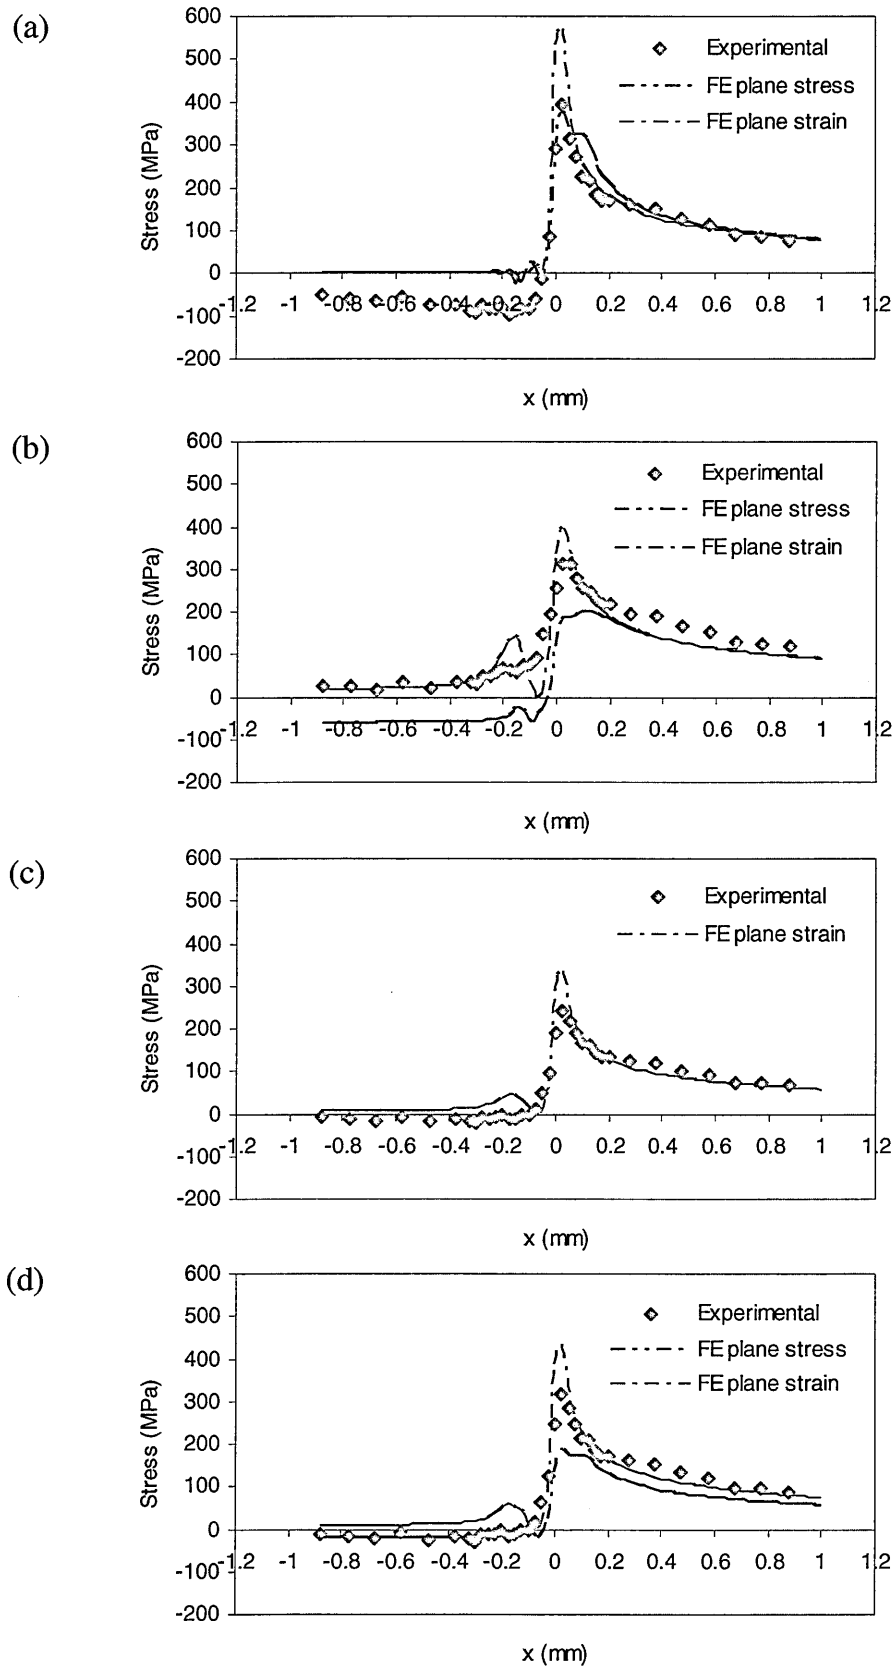 (a)
600
500
400
300
200
100
0
-100
-200
Stress (MPa)
Experimental
FE plane stress
FE plane strain
-1.2 -1 -0.8 -0.6 -0.4 -0.2 0 0.2 0.4 0.6 0.8 1 1.2
x (mm)
(b)
600
500
400
300
200
100
0
-100
-200
Stress (MPa)
Experimental
FE plane stress
FE plane strain
-1.2 -1 -0.8 -0.6 -0.4 -0.2 0 0.2 0.4 0.6 0.8 1 1.2
x (mm)
(c)
600
500
400
300
200
100
0
-100
-200
Stress (MPa)
Experimental
FE plane strain
-1.2 -1 -0.8 -0.6 -0.4 -0.2 0 0.2 0.4 0.6 0.8 1 1.2
x (mm)
(d)
600
500
400
300
200
100
0
-100
-200
Stress (MPa)
Experimental
FE plane stress
FE plane strain
-1.2 -1 -0.8 -0.6 -0.4 -0.2 0 0.2 0.4 0.6 0.8 1 1.2
x (mm)